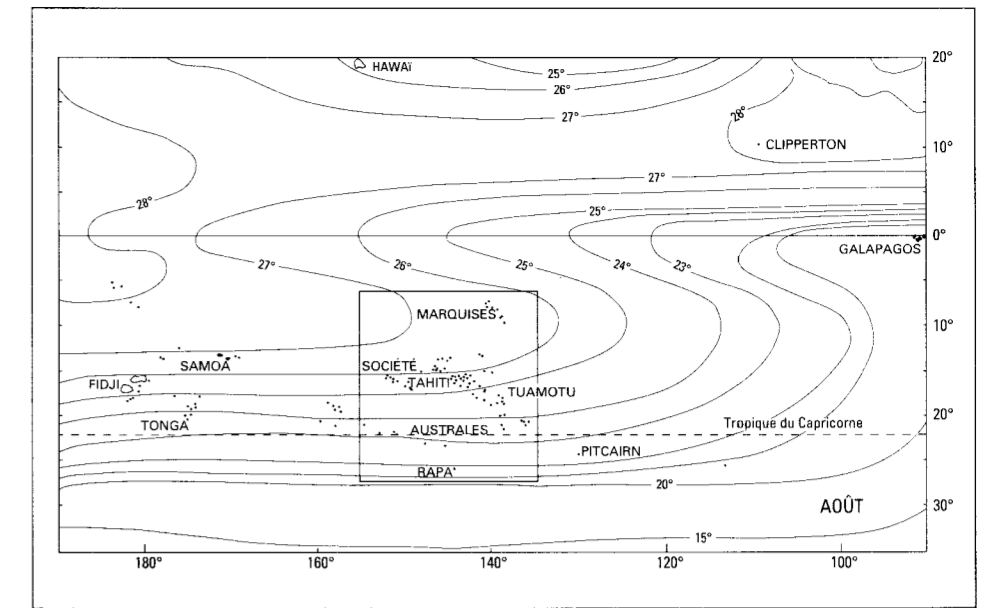 20°
HAWAï
25°
26°
27°
28°
CLIPPERTON
10°
27°
28°
25°
0°
GALAPAGOS
27°
26°
25°
24°
23°
MARQUISES
10°
SAMOA
SOCIÉTÉ
FIDJI
TAHITI
TUAMOTU
20°
TONGA
AUSTRALES
Tropique du Capricorne
PITCAIRN
RAPA
20°
AOÛT
30°
15°
180°
160°
140°
120°
100°